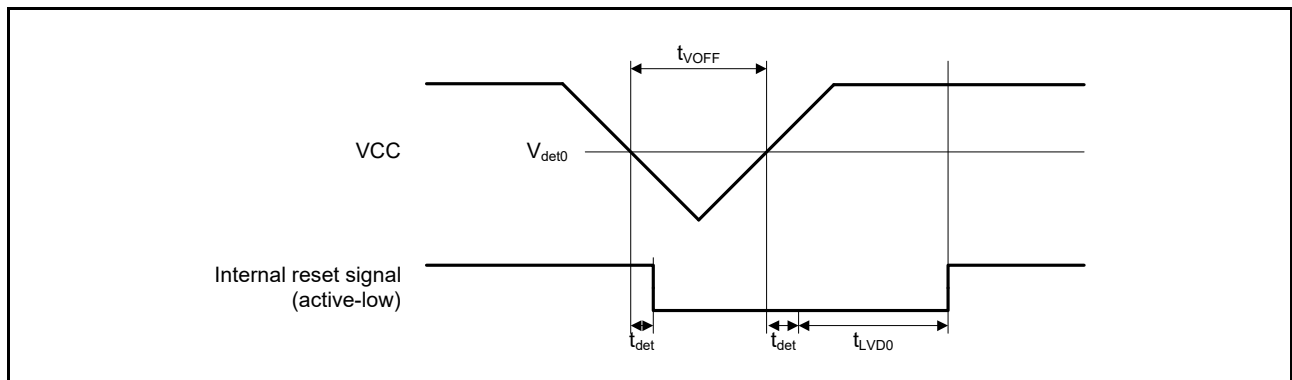 tVOFF
VCC
Vdet0
Internal reset signal
(active-low)
tdet
tdet
tLVD0